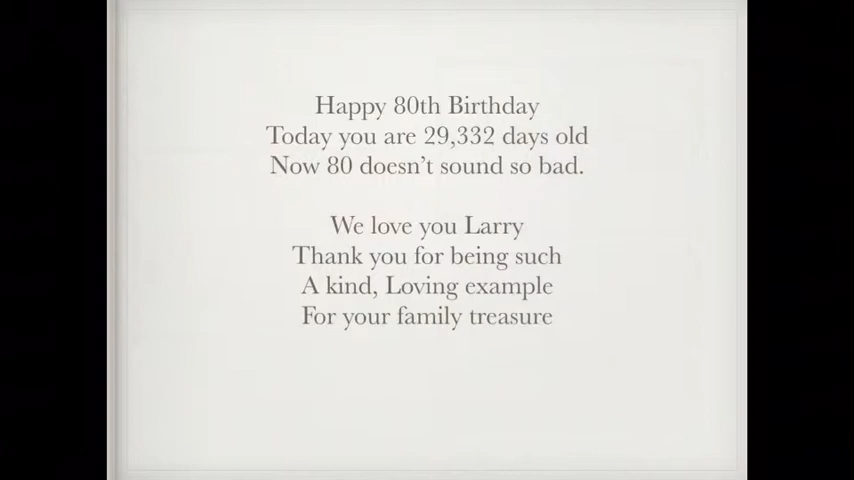 Happy 80th Birthday
Today you are 29,332 days old
Now 80 doesn’t sound so bad.
We love you Larry
Thank you for being such
A kind, Loving example
For your family treasure